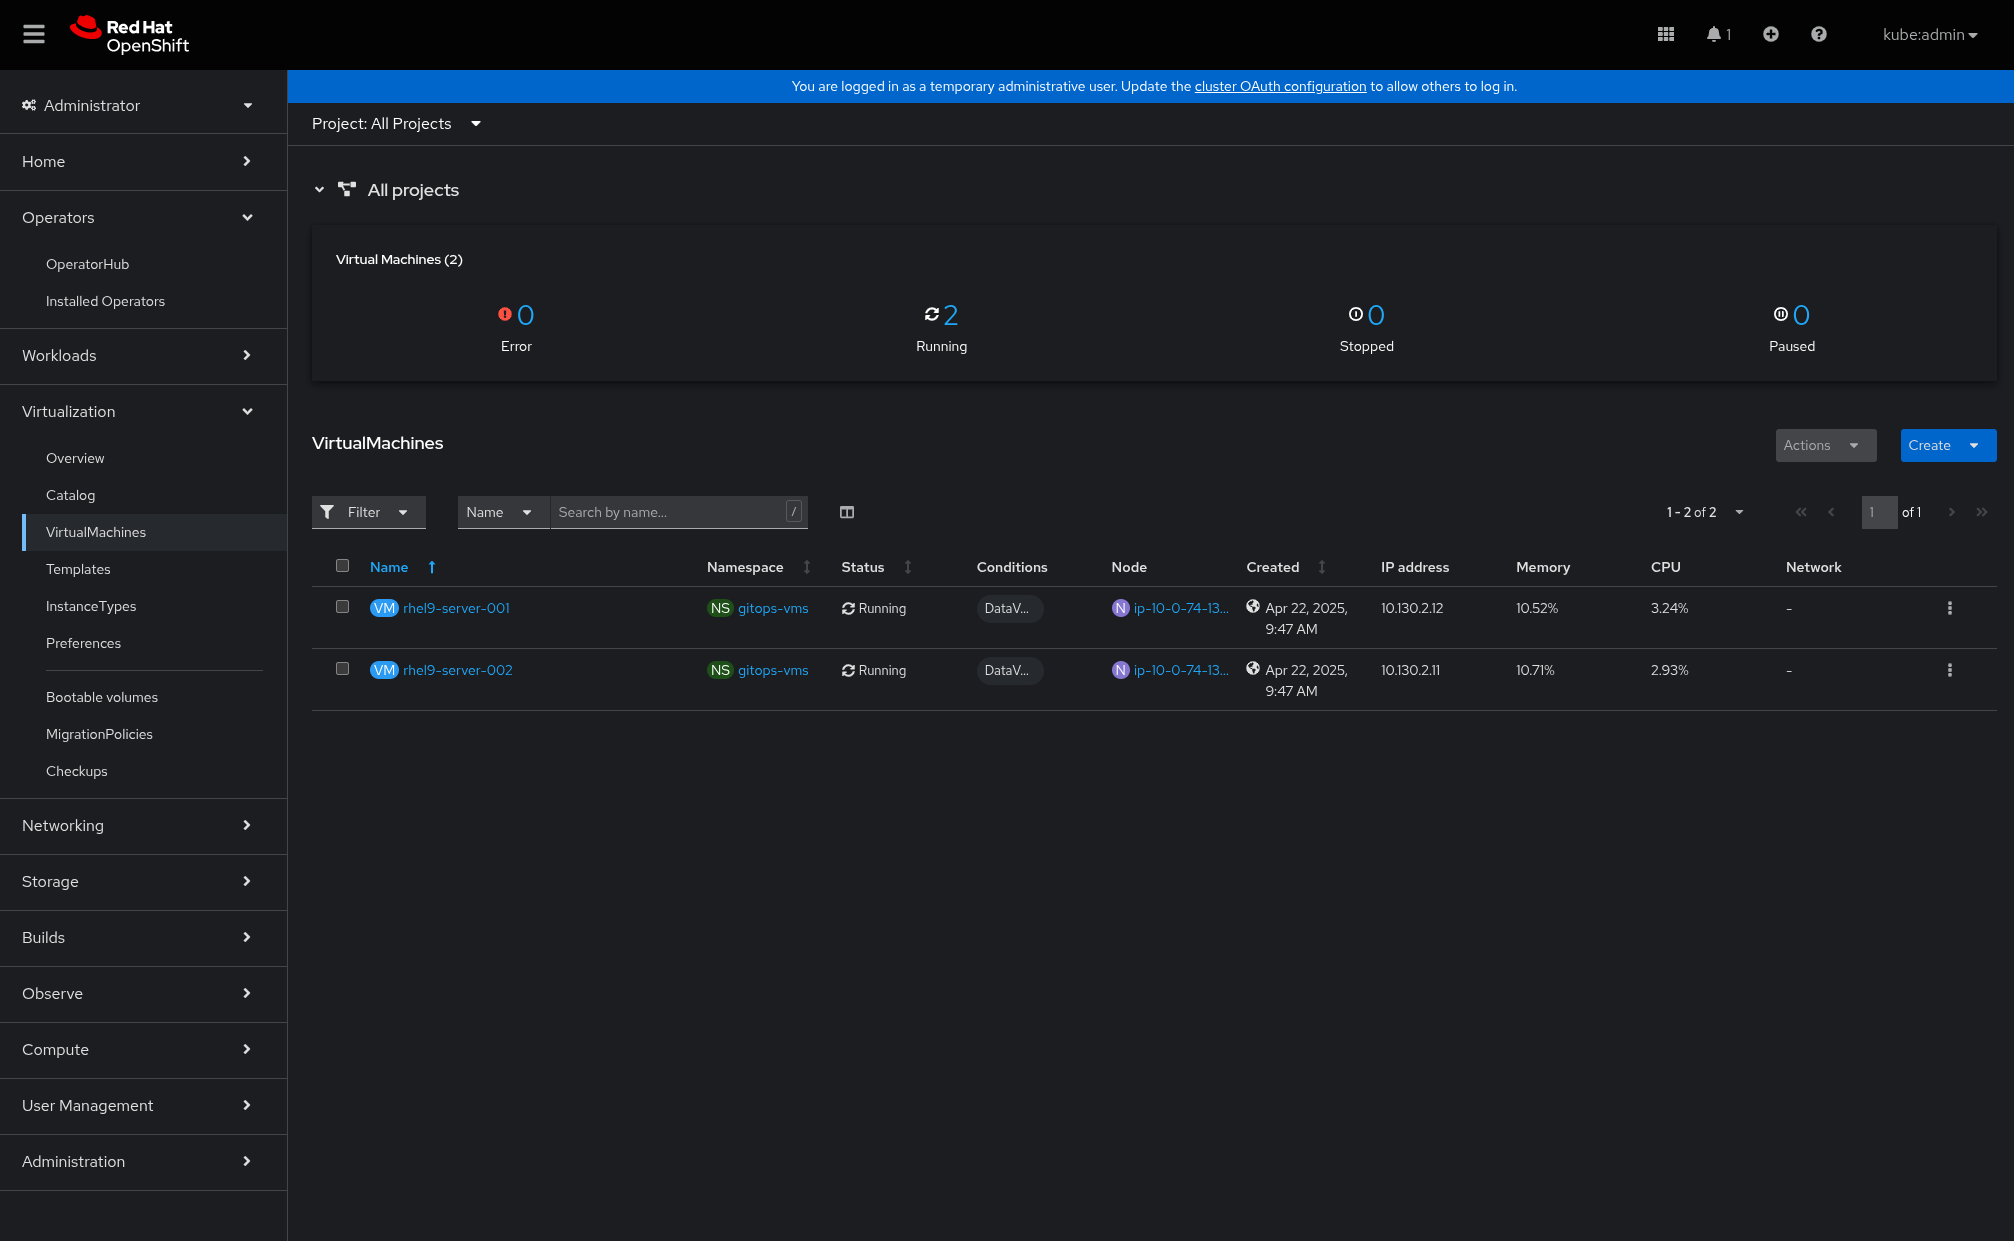 Red Hat
OpenShift
1
kube:admin
You are logged in as a temporary administrative user. Update the cluster OAuth configuration to allow others to log in.
Administrator
Home
Operators
OperatorHub
Installed Operators
Workloads
Virtualization
Overview
Catalog
VirtualMachines
Templates
InstanceTypes
Preferences
Bootable volumes
MigrationPolicies
Checkups
Networking
Storage
Builds
Observe
Compute
User Management
Administration
Project: All Projects
All projects
Virtual Machines (2)
0 2 0 0
Error Running Stopped Paused
VirtualMachines
Actions Create
Filter Name Search by name... / 1 - 2 of 2 1 of 1
Name Namespace Status Conditions Node Created IP address Memory CPU Network
VM rhel9-server-001 NS gitops-vms Running DataV... N ip-10-0-74-13... Apr 22, 2025, 10.130.2.12 10.52% 3.24% -
9:47 AM
VM rhel9-server-002 NS gitops-vms Running DataV... N ip-10-0-74-13... Apr 22, 2025, 10.130.2.11 10.71% 2.93% -
9:47 AM